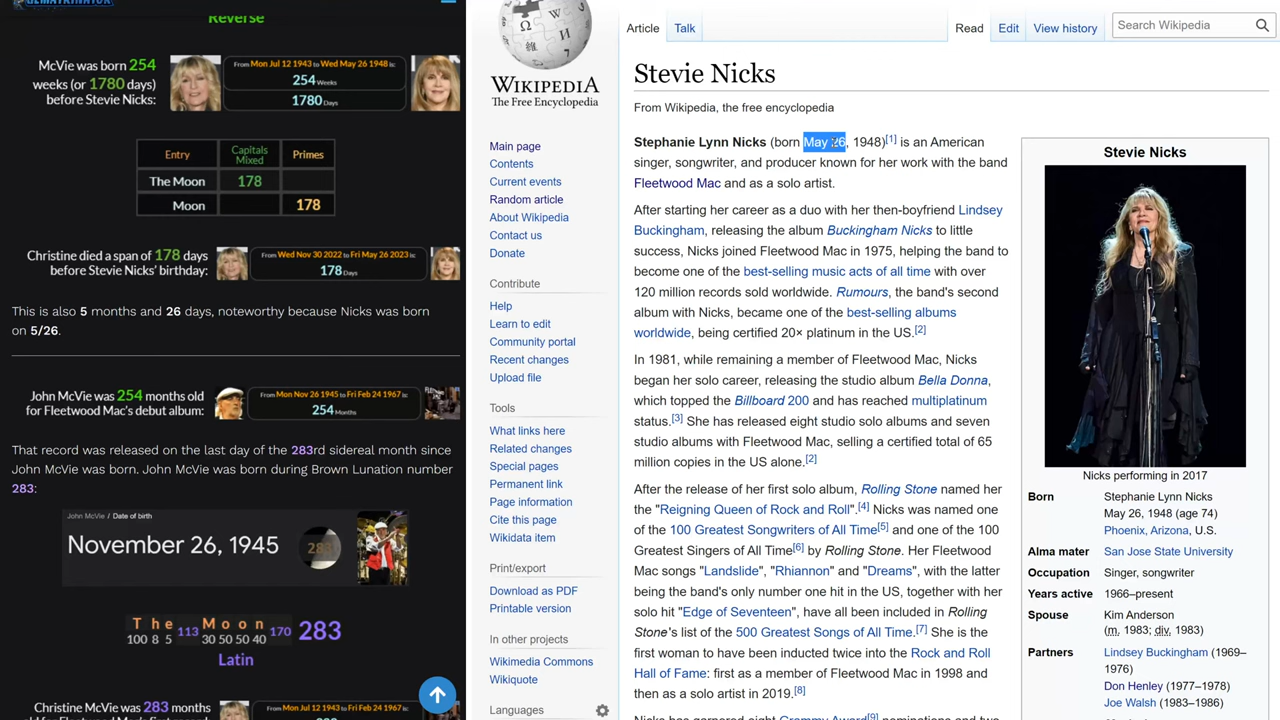 GEMATRINATOR
Reverse
McVie was born 254
weeks (or 1780 days)
before Stevie Nicks:
From Mon Jul 12 1943 to Wed May 26 1948 is:
254 Weeks
1780 Days
Entry
Capitals
Mixed
Primes
The Moon 178
Moon 178
Christine died a span of 178 days
before Stevie Nicks' birthday:
From Wed Nov 30 2022 to Fri May 26 2023 is:
178 Days
This is also 5 months and 26 days, noteworthy because Nicks was born
on 5/26.
John McVie was 254 months old
for Fleetwood Mac's debut album:
From Mon Nov 26 1945 to Fri Feb 24 1967 is:
254 Months
That record was released on the last day of the 283rd sidereal month since
John McVie was born. John McVie was born during Brown Lunation number
283:
John McVie / Date of birth
November 26, 1945
283
T h e 113 M o o n 170 283
100 8 5 30 50 50 40
Latin
Christine McVie was 283 months
From Mon Jul 12 1943 to Fri Feb 24 1967 is:
WIKIPEDIA
The Free Encyclopedia
Main page
Contents
Current events
Random article
About Wikipedia
Contact us
Donate
Contribute
Help
Learn to edit
Community portal
Recent changes
Upload file
Tools
What links here
Related changes
Special pages
Permanent link
Page information
Cite this page
Wikidata item
Print/export
Download as PDF
Printable version
In other projects
Wikimedia Commons
Wikiquote
Languages
Article Talk
Read Edit View history
Search Wikipedia
Stevie Nicks
From Wikipedia, the free encyclopedia
Stephanie Lynn Nicks (born May 26, 1948)[1] is an American
singer, songwriter, and producer known for her work with the band
Fleetwood Mac and as a solo artist.
After starting her career as a duo with her then-boyfriend Lindsey
Buckingham, releasing the album Buckingham Nicks to little
success, Nicks joined Fleetwood Mac in 1975, helping the band to
become one of the best-selling music acts of all time with over
120 million records sold worldwide. Rumours, the band's second
album with Nicks, became one of the best-selling albums
worldwide, being certified 20× platinum in the US.[2]
In 1981, while remaining a member of Fleetwood Mac, Nicks
began her solo career, releasing the studio album Bella Donna,
which topped the Billboard 200 and has reached multiplatinum
status.[3] She has released eight studio solo albums and seven
studio albums with Fleetwood Mac, selling a certified total of 65
million copies in the US alone.[2]
After the release of her first solo album, Rolling Stone named her
the "Reigning Queen of Rock and Roll".[4] Nicks was named one
of the 100 Greatest Songwriters of All Time[5] and one of the 100
Greatest Singers of All Time[6] by Rolling Stone. Her Fleetwood
Mac songs "Landslide", "Rhiannon" and "Dreams", with the latter
being the band's only number one hit in the US, together with her
solo hit "Edge of Seventeen", have all been included in Rolling
Stone's list of the 500 Greatest Songs of All Time.[7] She is the
first woman to have been inducted twice into the Rock and Roll
Hall of Fame: first as a member of Fleetwood Mac in 1998 and
then as a solo artist in 2019.[8]
Nicks has garnered eight Grammy Award[9] nominations and two
Stevie Nicks
Nicks performing in 2017
Born Stephanie Lynn Nicks
May 26, 1948 (age 74)
Phoenix, Arizona, U.S.
Alma mater San Jose State University
Occupation Singer, songwriter
Years active 1966–present
Spouse Kim Anderson
(m. 1983; div. 1983)
Partners Lindsey Buckingham (1969–
1976)
Don Henley (1977–1978)
Joe Walsh (1983–1986)